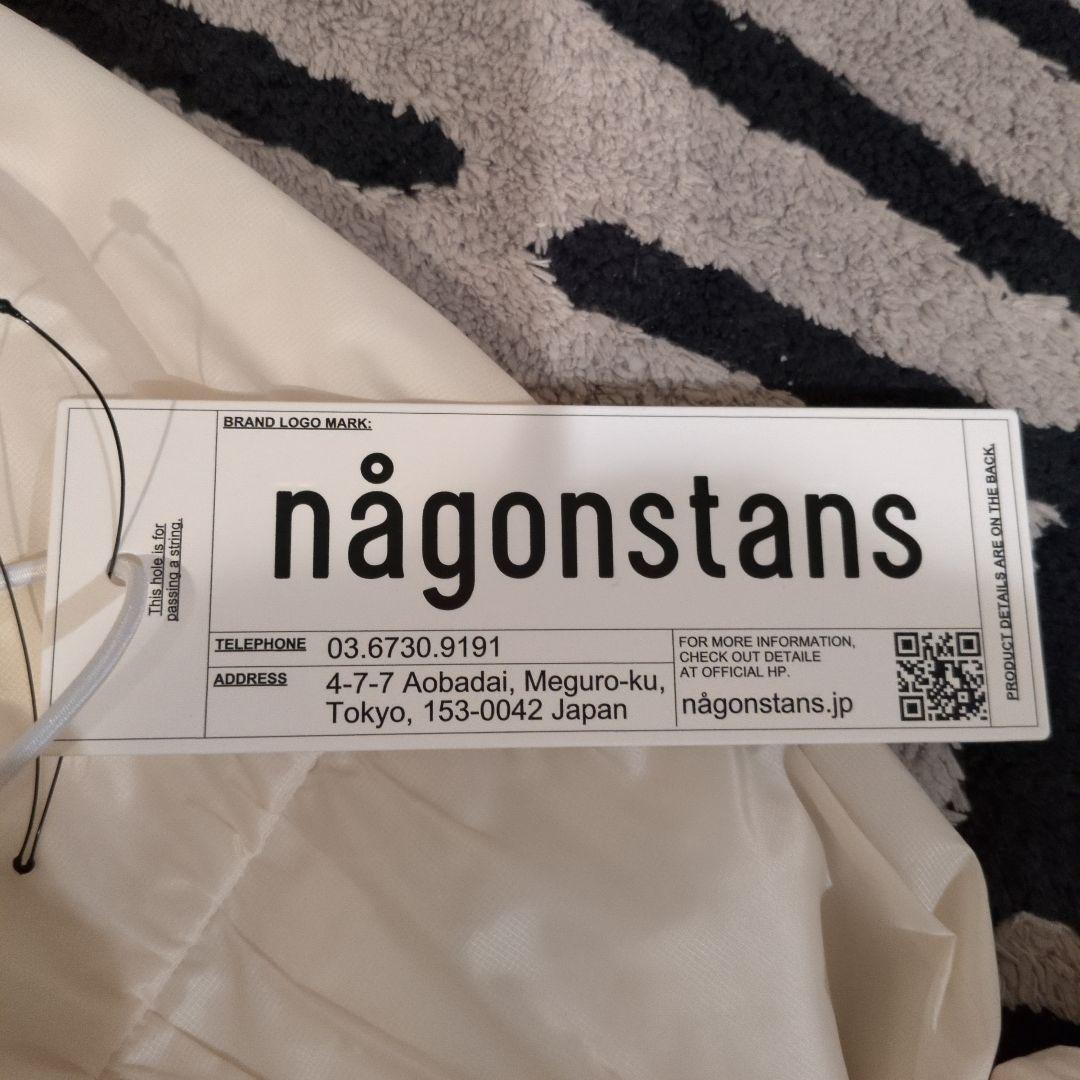 BRAND LOGO MARK:
någonstans
This hole is for
passing a string.
TELEPHONE 03.6730.9191
ADDRESS 4-7-7 Aobadai, Meguro-ku,
Tokyo, 153-0042 Japan
FOR MORE INFORMATION,
CHECK OUT DETAILE
AT OFFICIAL HP.
någonstans.jp
PRODUCT DETAILS ARE ON THE BACK.